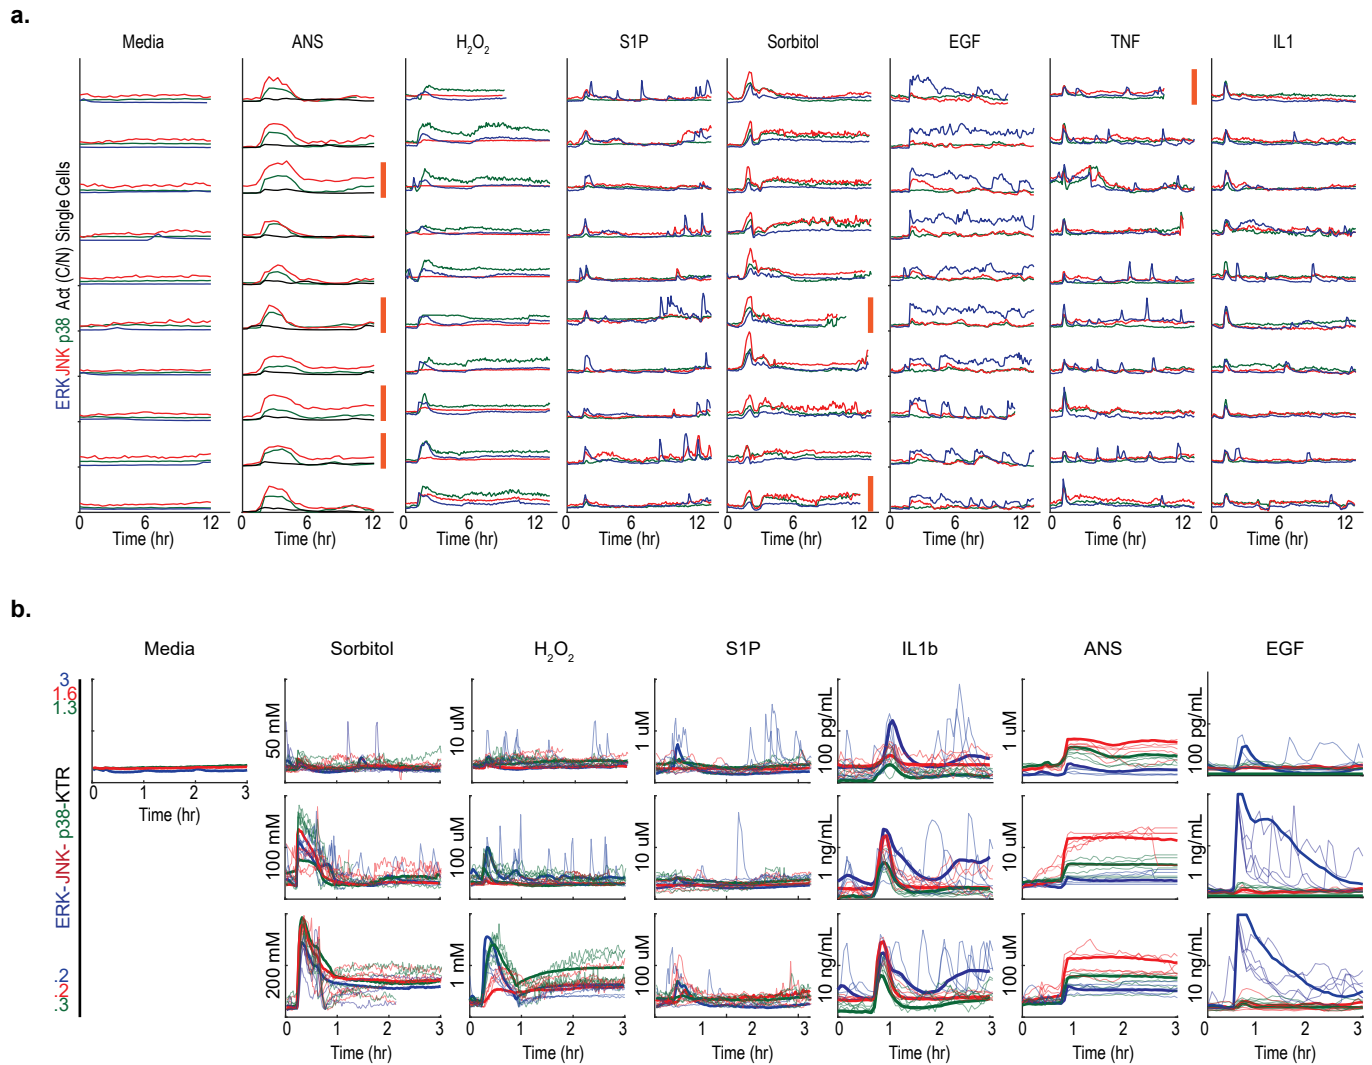 a.
Media ANS H2O2 S1P Sorbitol EGF TNF IL1
ERK JNK p38 Act (C/N) Single Cells
0 6 12 0 6 12 0 6 12 0 6 12 0 6 12 0 6 12 0 6 12 0 6 12
Time (hr) Time (hr) Time (hr) Time (hr) Time (hr) Time (hr) Time (hr) Time (hr)
b.
Media Sorbitol H2O2 S1P IL1b ANS EGF
3
1.6
1.3
ERK-JNK- p38-KTR
.2
.2
.3
50 mM 10 uM 1 uM 100 pg/mL 1 uM 100 pg/mL
0 1 2 3
Time (hr)
100 mM 100 uM 10 uM 1 ng/mL 10 uM 1 ng/mL
200 mM 1 mM 10 ng/mL 100 uM 10 ng/mL
0 1 2 3 0 1 2 3 0 1 2 3 0 1 2 3 0 1 2 3 0 1 2 3
Time (hr) Time (hr) Time (hr) Time (hr) Time (hr) Time (hr)